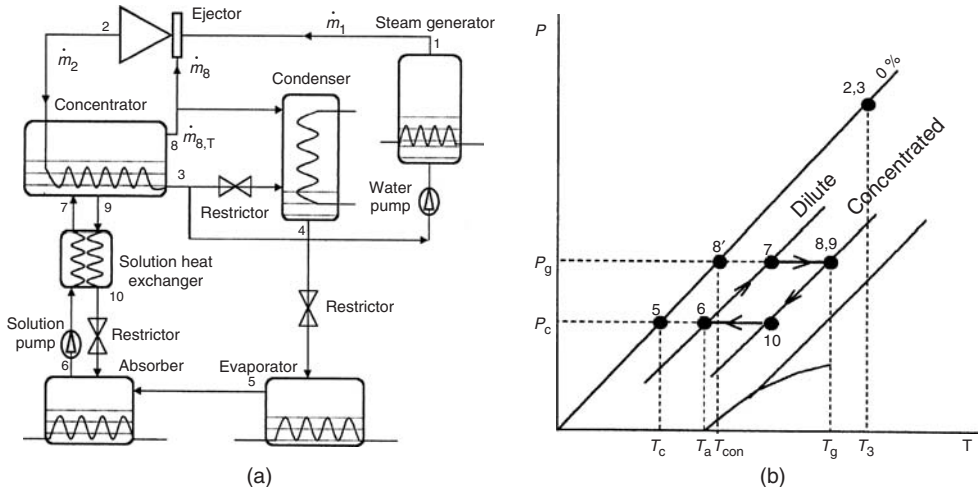 2
Ejector
ṁ1
Steam generator
1
ṁ2
ṁ8
Condenser
Concentrator
8
ṁ8,T
3
Restrictor
Water
pump
7
9
4
Solution heat
exchanger
10
Solution
pump
Restrictor
Restrictor
6
Absorber
Evaporator
5
(a)
P
0 %
2,3
Dilute
Concentrated
Pg
8′
7
8,9
Pc
5
6
10
Tc
Ta
Tcon
Tg
T3
T
(b)